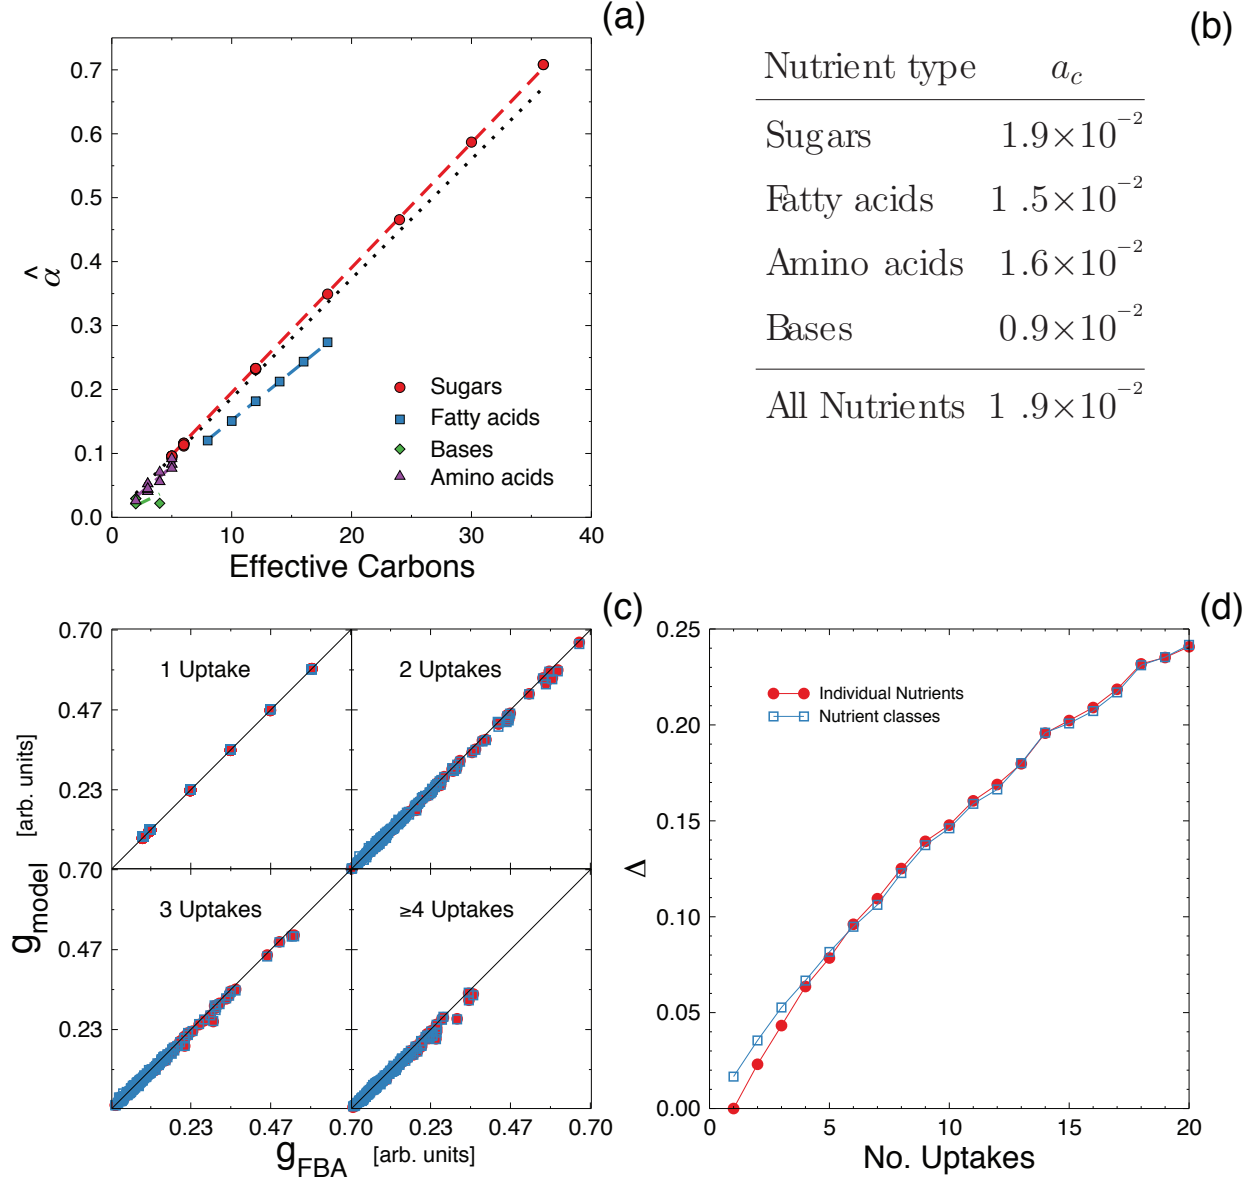 (a)
0.7
0.6
0.5
0.4
0.3
0.2
0.1
0.0
α̂
0 10 20 30 40
Effective Carbons
Sugars
Fatty acids
Bases
Amino acids
(b)
Nutrient type a_c
Sugars 1.9×10⁻²
Fatty acids 1 .5×10⁻²
Amino acids 1.6×10⁻²
Bases 0.9×10⁻²
All Nutrients 1 .9×10⁻²
(c)
0.70
0.47
0.23
0.70
0.47
0.23
g_model [arb. units]
1 Uptake
2 Uptakes
3 Uptakes
≥4 Uptakes
0.23 0.47 0.70 0.23 0.47 0.70
g_FBA [arb. units]
(d)
0.25
0.20
0.15
0.10
0.05
0.00
Δ
Individual Nutrients
Nutrient classes
0 5 10 15 20
No. Uptakes